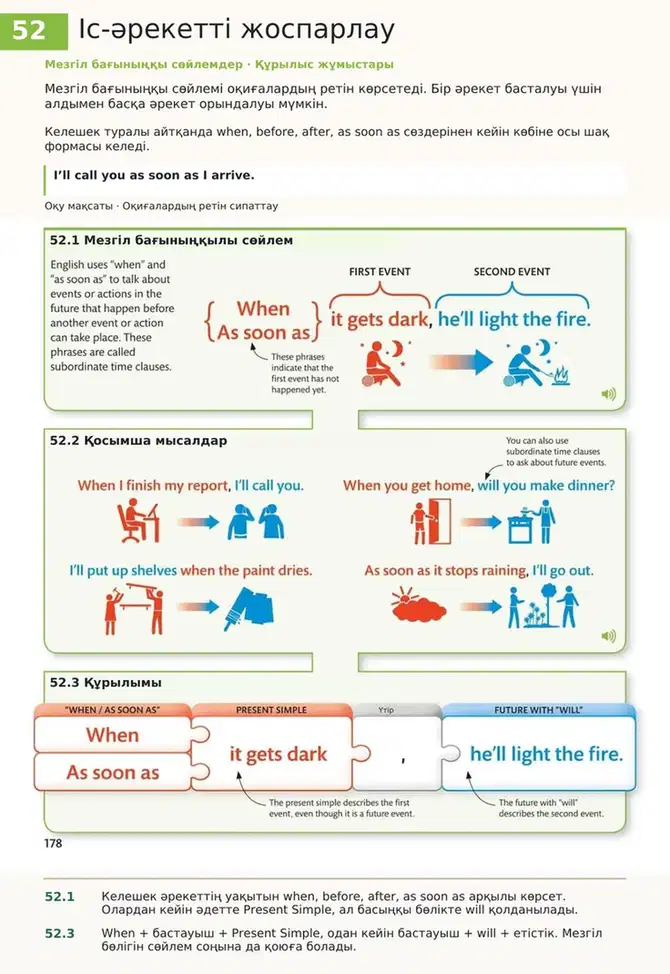 52 Іс-әрекетті жоспарлау
Мезгіл бағыныңқы сөйлемдер · Құрылыс жұмыстары
Мезгіл бағыныңқы сөйлемі оқиғалардың ретін көрсетеді. Бір әрекет басталуы үшін
алдымен басқа әрекет орындалуы мүмкін.
Келешек туралы айтқанда when, before, after, as soon as сөздерінен кейін көбіне осы шақ
формасы келеді.
I’ll call you as soon as I arrive.
Оқу мақсаты · Оқиғалардың ретін сипаттау
52.1 Мезгіл бағыныңқылы сөйлем
English uses “when” and
“as soon as” to talk about
events or actions in the
future that happen before
another event or action
can take place. These
phrases are called
subordinate time clauses.
FIRST EVENT
SECOND EVENT
When
As soon as
it gets dark, he’ll light the fire.
These phrases
indicate that the
first event has not
happened yet.
52.2 Қосымша мысалдар
You can also use
subordinate time clauses
to ask about future events.
When I finish my report, I’ll call you.
When you get home, will you make dinner?
I’ll put up shelves when the paint dries.
As soon as it stops raining, I’ll go out.
52.3 Құрылымы
“WHEN / AS SOON AS”
PRESENT SIMPLE
Үтір
FUTURE WITH “WILL”
When
As soon as
it gets dark
,
he’ll light the fire.
The present simple describes the first
event, even though it is a future event.
The future with “will”
describes the second event.
178
52.1 Келешек әрекеттің уақытын when, before, after, as soon as арқылы көрсет.
Олардан кейін әдетте Present Simple, ал басыңқы бөлікте will қолданылады.
52.3 When + бастауыш + Present Simple, одан кейін бастауыш + will + етістік. Мезгіл
бөлігін сөйлем соңына да қоюға болады.